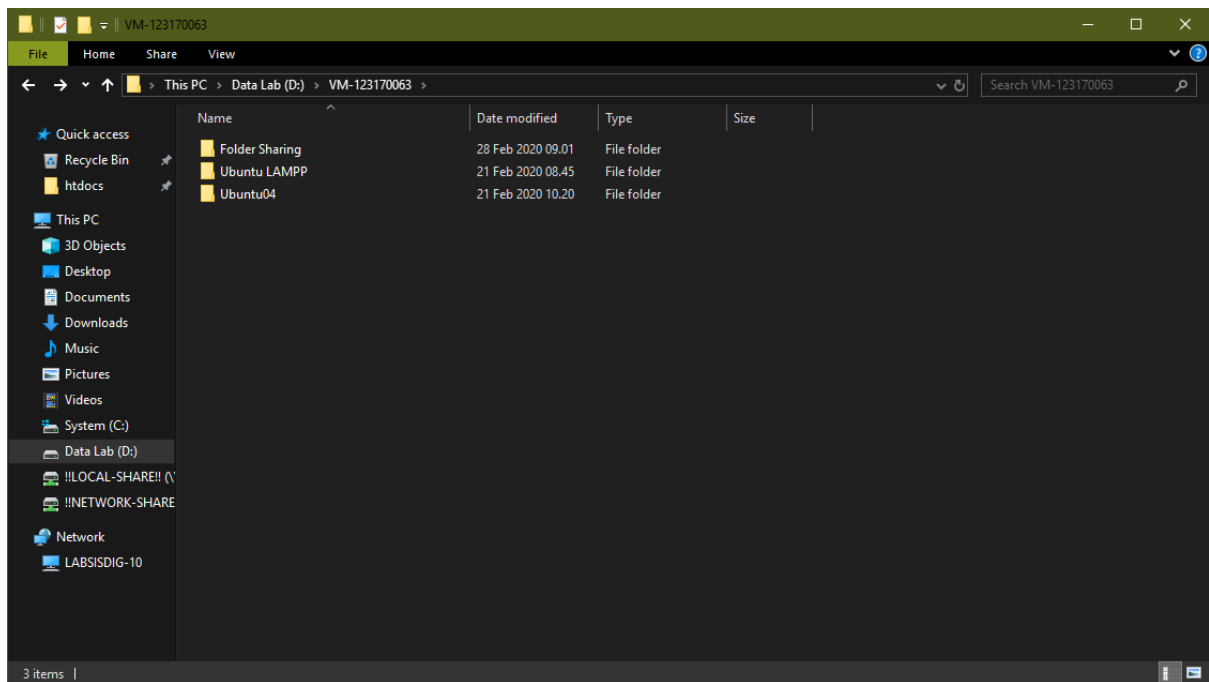 VM-123170063
File Home Share View
This PC > Data Lab (D:) > VM-123170063 >
Search VM-123170063
Name Date modified Type Size
Folder Sharing 28 Feb 2020 09.01 File folder
Ubuntu LAMPP 21 Feb 2020 08.45 File folder
Ubuntu04 21 Feb 2020 10.20 File folder
Quick access
Recycle Bin
htdocs
This PC
3D Objects
Desktop
Documents
Downloads
Music
Pictures
Videos
System (C:)
Data Lab (D:)
!!LOCAL-SHARE!! (\
!!NETWORK-SHARE
Network
LABSISDIG-10
3 items